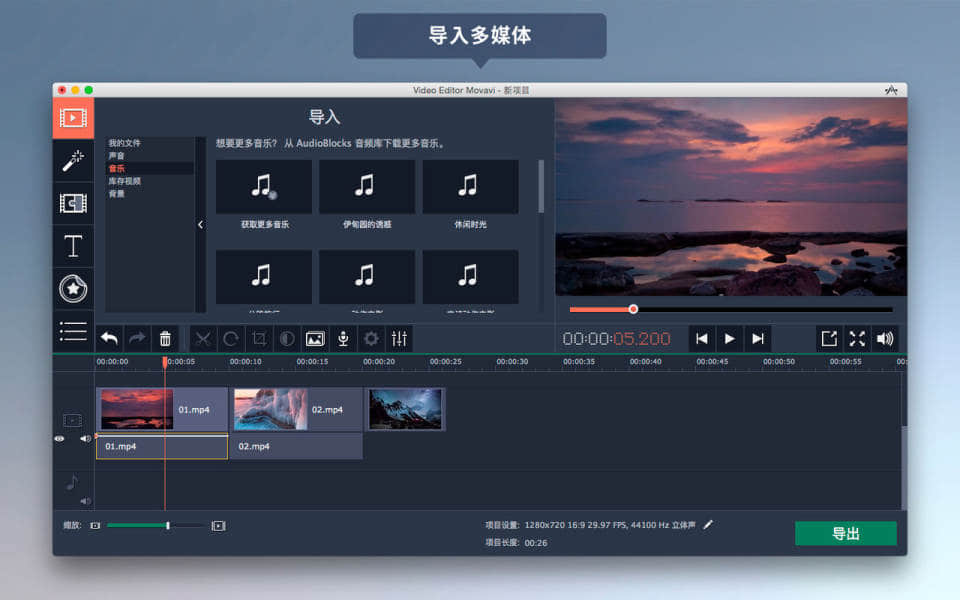 导入多媒体
Video Editor Movavi - 新项目
导入
我的文件
声音
音乐
库存视频
背景
想要更多音乐? 从 AudioBlocks 音频库下载更多音乐。
获取更多音乐
伊甸园的诱惑
休闲时光
00:00:05.200
00:00:00
00:00:05
00:00:10
00:00:15
00:00:20
00:00:25
00:00:30
00:00:35
00:00:40
00:00:45
00:00:50
00:00:55
00:
01.mp4
02.mp4
01.mp4
02.mp4
缩放:
项目设置: 1280x720 16:9 29.97 FPS, 44100 Hz 立体声
项目长度: 00:26
导出